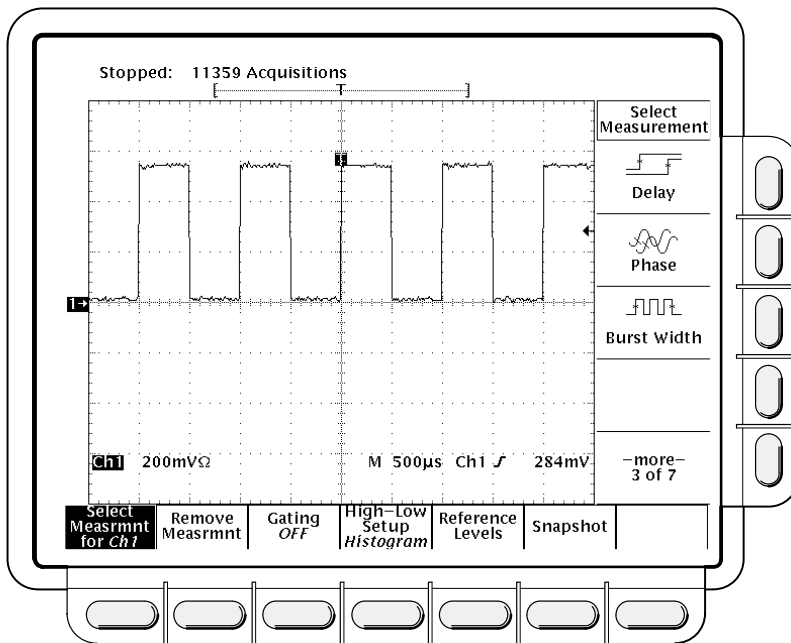 Stopped: 11359 Acquisitions
T
Select
Measurement
Delay
Phase
Burst Width
–more–
3 of 7
T
1→
Ch1 200mVΩ M 500µs Ch1 284mV
Select
Measrmnt
for Ch1
Remove
Measrmnt
Gating
OFF
High–Low
Setup
Histogram
Reference
Levels
Snapshot